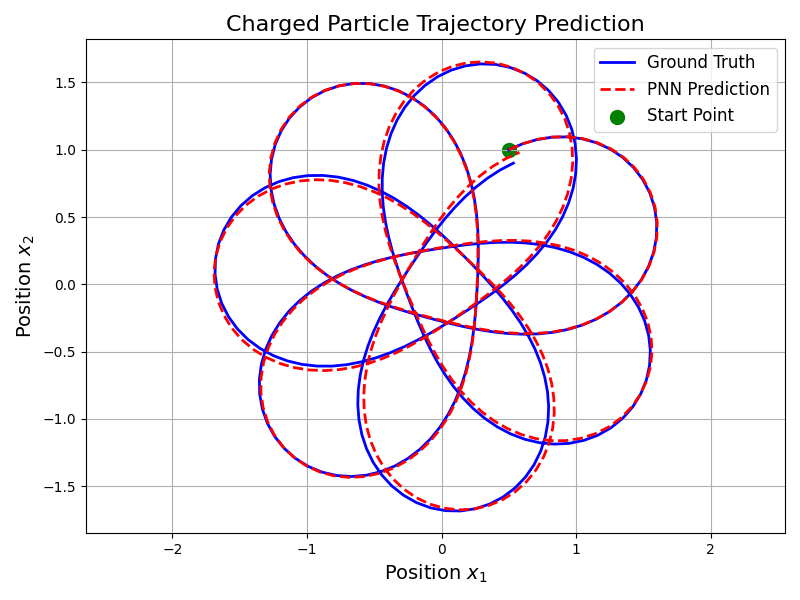 Charged Particle Trajectory Prediction
Ground Truth
PNN Prediction
Start Point
1.5
1.0
0.5
0.0
−0.5
−1.0
−1.5
Position x₂
−2
−1
0
1
2
Position x₁